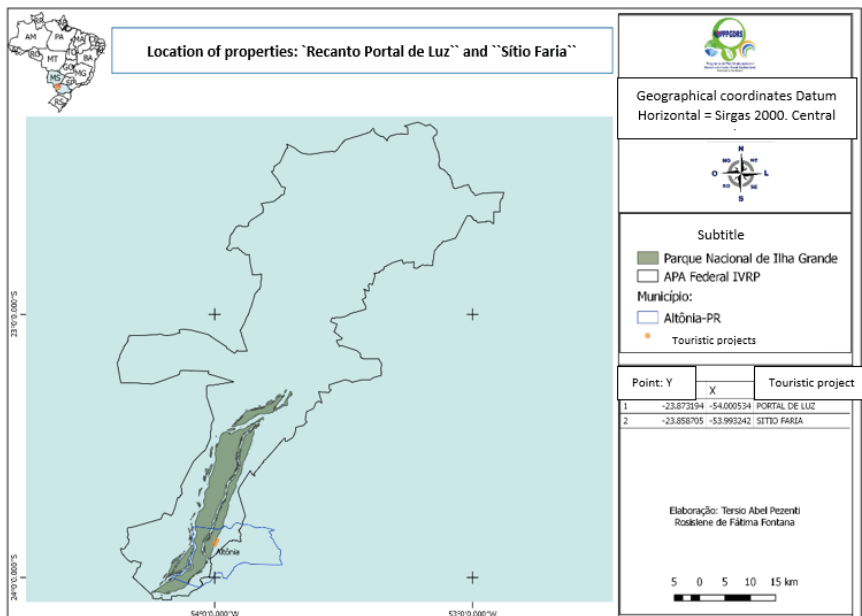 AM
PA
MA
TO
BA
MT
GO
MG
MS
SP
RS
Location of properties: `Recanto Portal de Luz`` and ``Sítio Faria``
Geographical coordinates Datum
Horizontal = Sirgas 2000. Central
N
NO
NE
O
L
SO
SE
S
Subtitle
Parque Nacional de Ilha Grande
APA Federal IVRP
Município:
Altônia-PR
Touristic projects
Point: Y
X
Touristic project
1 -23.873194 -54.000534 PORTAL DE LUZ
2 -23.858705 -53.993242 SITIO FARIA
Elaboração: Tersio Abel Pezenti
Rosislene de Fátima Fontana
5 0 5 10 15 km
23°0'0.000"S
24°0'0.000"S
Altônia
54°0'0.000"W
53°0'0.000"W